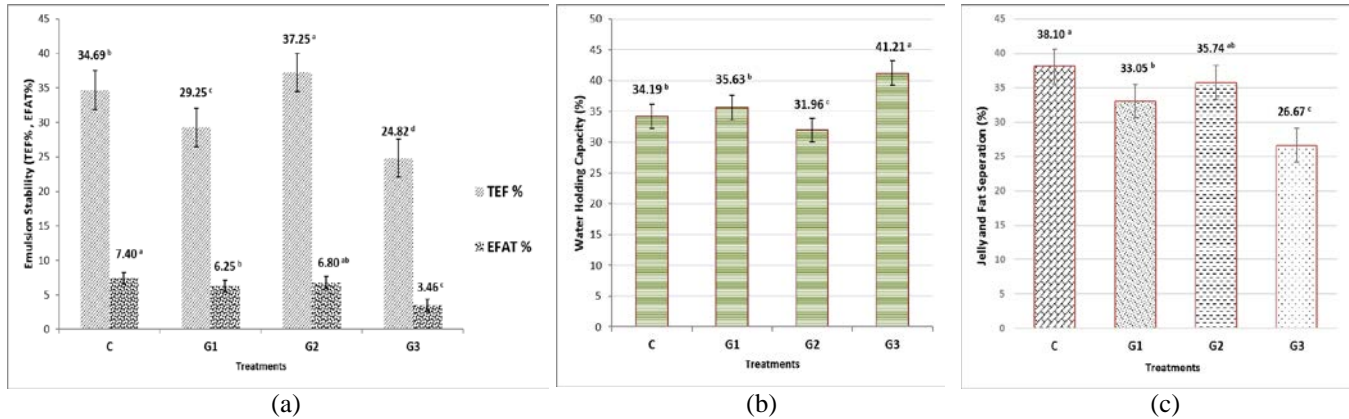 Emulsion Stability (TEF% , EFAT%)
45
40
35
30
25
20
15
10
5
0
34.69 b
7.40 a
29.25 c
6.25 b
37.25 a
6.80 ab
24.82 d
3.46 c
TEF %
EFAT %
C G1 G2 G3
Treatments
(a)
Water Holding Capacity (%)
50
45
40
35
30
25
20
15
10
5
0
34.19 b
35.63 b
31.96 c
41.21 a
C G1 G2 G3
Treatments
(b)
Jelly and Fat Seperation (%)
45
40
35
30
25
20
15
10
5
0
38.10 a
33.05 b
35.74 ab
26.67 c
C G1 G2 G3
Treatments
(c)